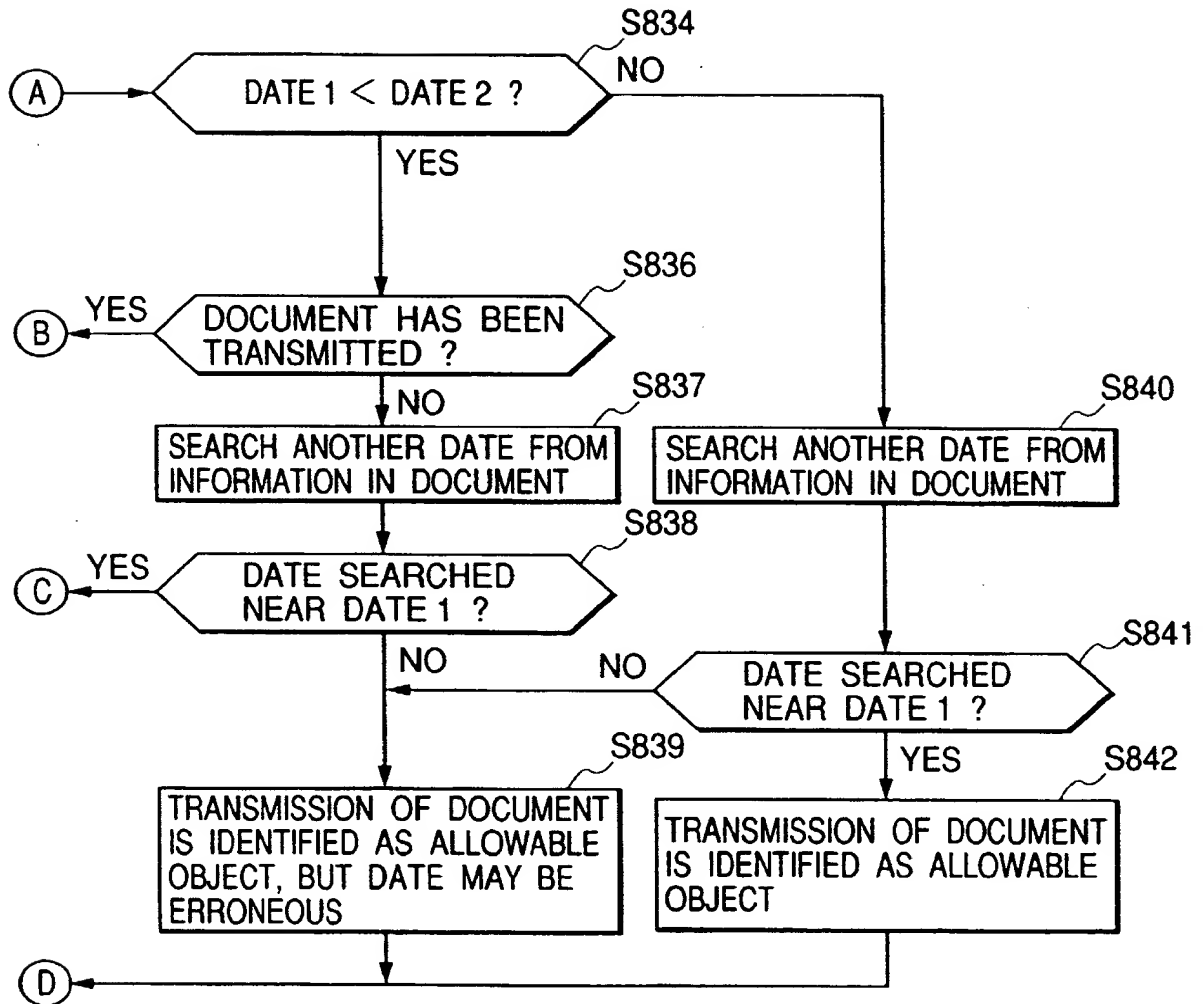 S834
A
DATE 1 < DATE 2 ?
NO
YES
S836
B
YES
DOCUMENT HAS BEEN
TRANSMITTED ?
NO
S837
SEARCH ANOTHER DATE FROM
INFORMATION IN DOCUMENT
S840
SEARCH ANOTHER DATE FROM
INFORMATION IN DOCUMENT
S838
C
YES
DATE SEARCHED
NEAR DATE 1 ?
NO
S841
NO
DATE SEARCHED
NEAR DATE 1 ?
YES
S839
TRANSMISSION OF DOCUMENT
IS IDENTIFIED AS ALLOWABLE
OBJECT, BUT DATE MAY BE
ERRONEOUS
S842
TRANSMISSION OF DOCUMENT
IS IDENTIFIED AS ALLOWABLE
OBJECT
D